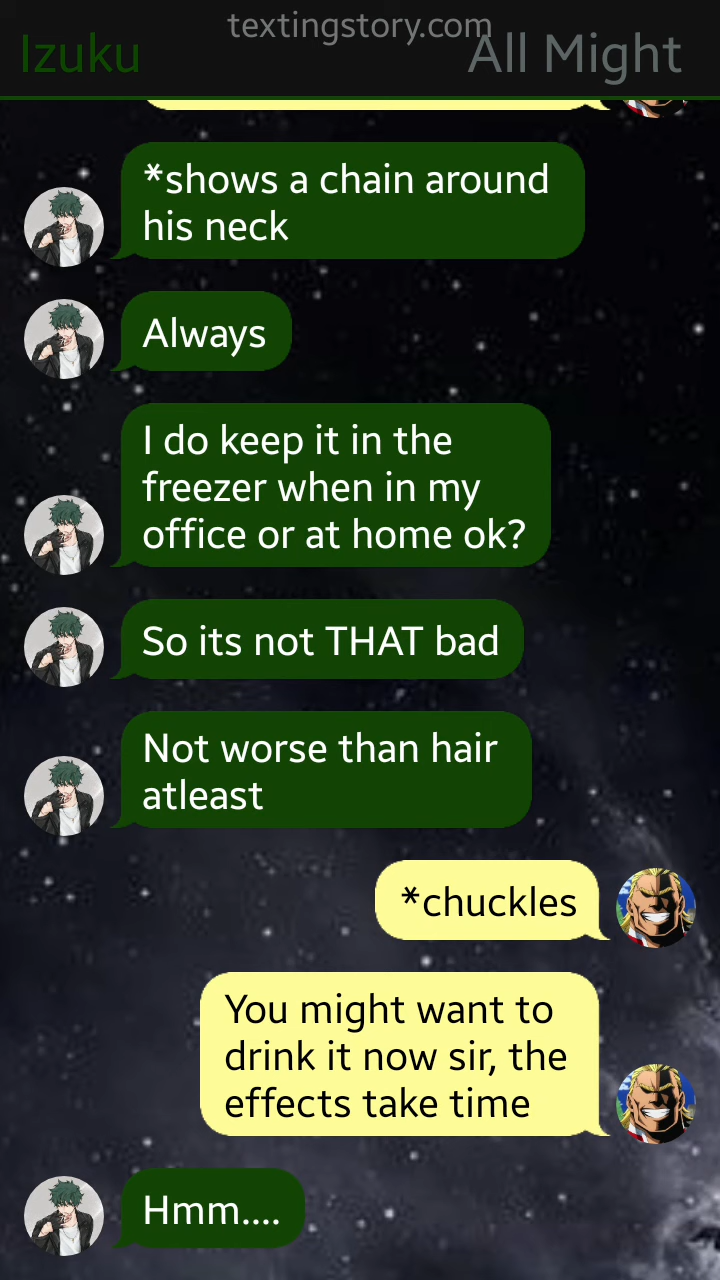 textingstory.com
Izuku
All Might
*shows a chain around
his neck
Always
I do keep it in the
freezer when in my
office or at home ok?
So its not THAT bad
Not worse than hair
atleast
*chuckles
You might want to
drink it now sir, the
effects take time
Hmm....